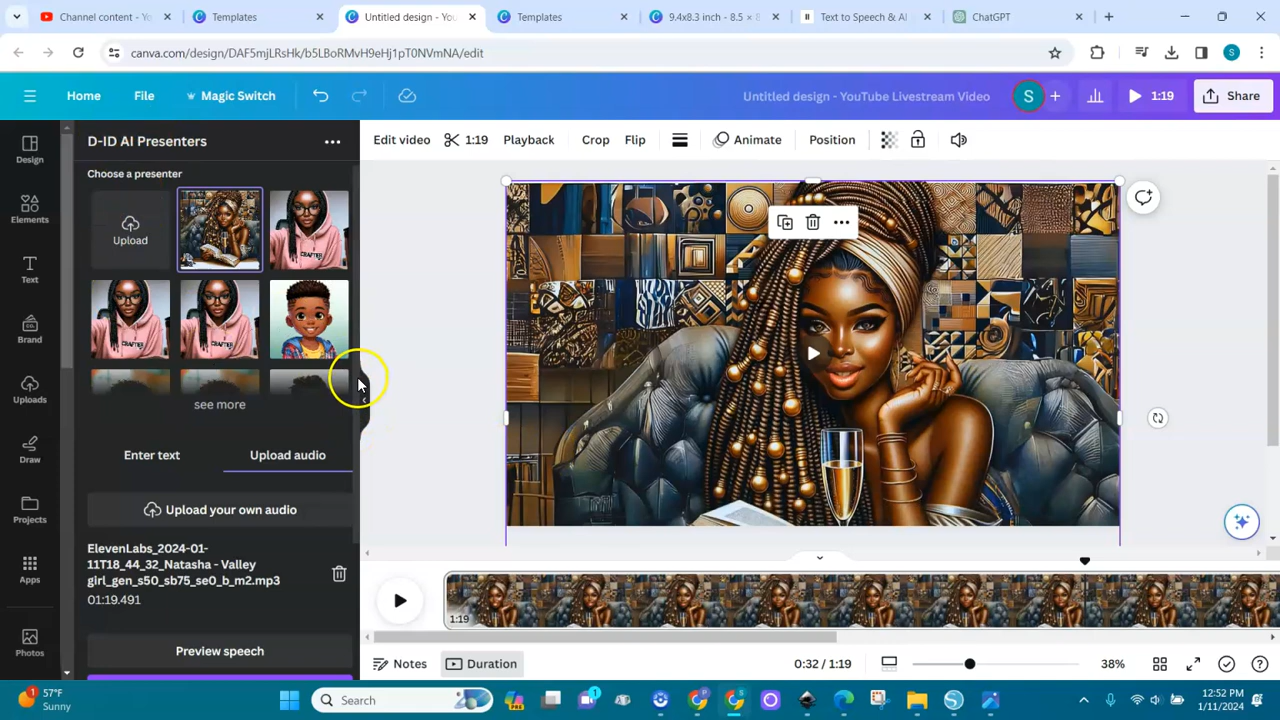 Channel content - Yo
Templates
Untitled design - YouT
Templates
9.4x8.3 inch - 8.5 × 8
Text to Speech & AI
ChatGPT
canva.com/design/DAF5mjLRsHk/b5LBoRMvH9eHj1pT0NVmNA/edit
S
Home
File
Magic Switch
Untitled design - YouTube Livestream Video
S
1:19
Share
Design
Elements
Text
Brand
Uploads
Draw
Projects
Apps
Photos
D-ID AI Presenters
Choose a presenter
Upload
CRAFTER
see more
Enter text
Upload audio
Upload your own audio
ElevenLabs_2024-01-
11T18_44_32_Natasha - Valley
girl_gen_s50_sb75_se0_b_m2.mp3
01:19.491
Preview speech
Edit video
1:19
Playback
Crop
Flip
Animate
Position
1:19
Notes
Duration
0:32 / 1:19
38%
57°F
Sunny
Search
12:52 PM
1/11/2024